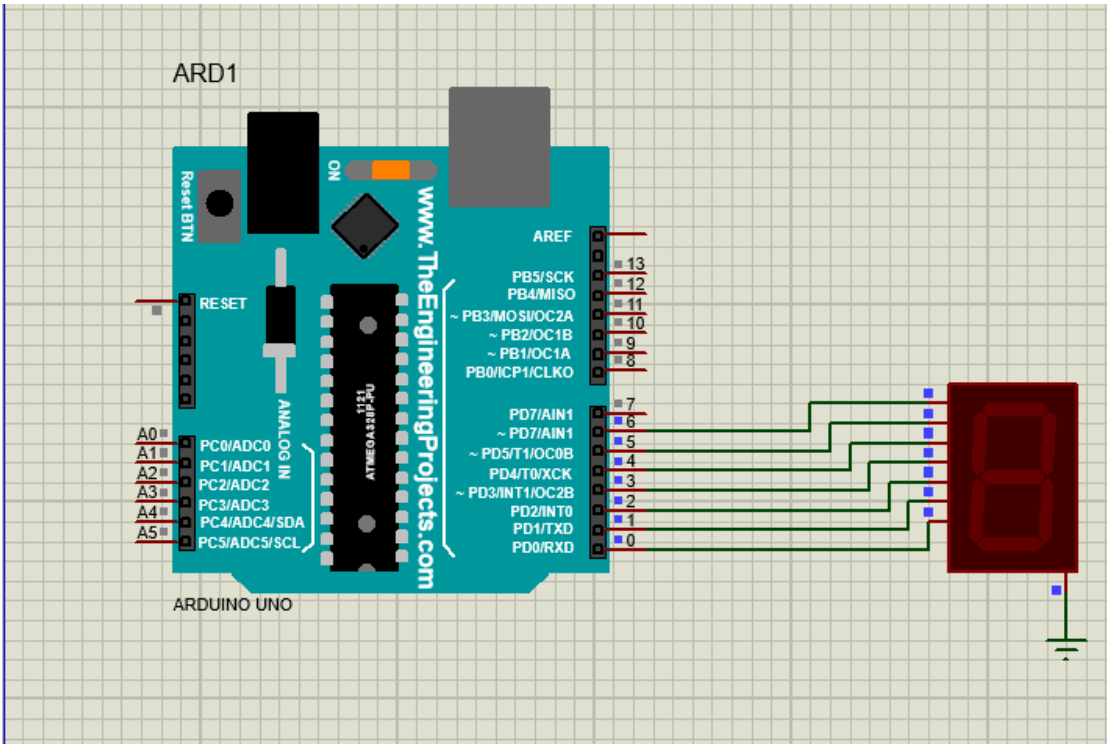 ARD1
ON
Reset BTN
www.TheEngineeringProjects.com
AREF
13
PB5/SCK
12
PB4/MISO
11
~ PB3/MOSI/OC2A
10
~ PB2/OC1B
9
~ PB1/OC1A
8
PB0/ICP1/CLKO
RESET
1121
ATMEGA328P-PU
ANALOG IN
7
PD7/AIN1
6
~ PD7/AIN1
5
~ PD5/T1/OC0B
4
PD4/T0/XCK
3
~ PD3/INT1/OC2B
2
PD2/INT0
1
PD1/TXD
0
PD0/RXD
A0
PC0/ADC0
A1
PC1/ADC1
A2
PC2/ADC2
A3
PC3/ADC3
A4
PC4/ADC4/SDA
A5
PC5/ADC5/SCL
ARDUINO UNO